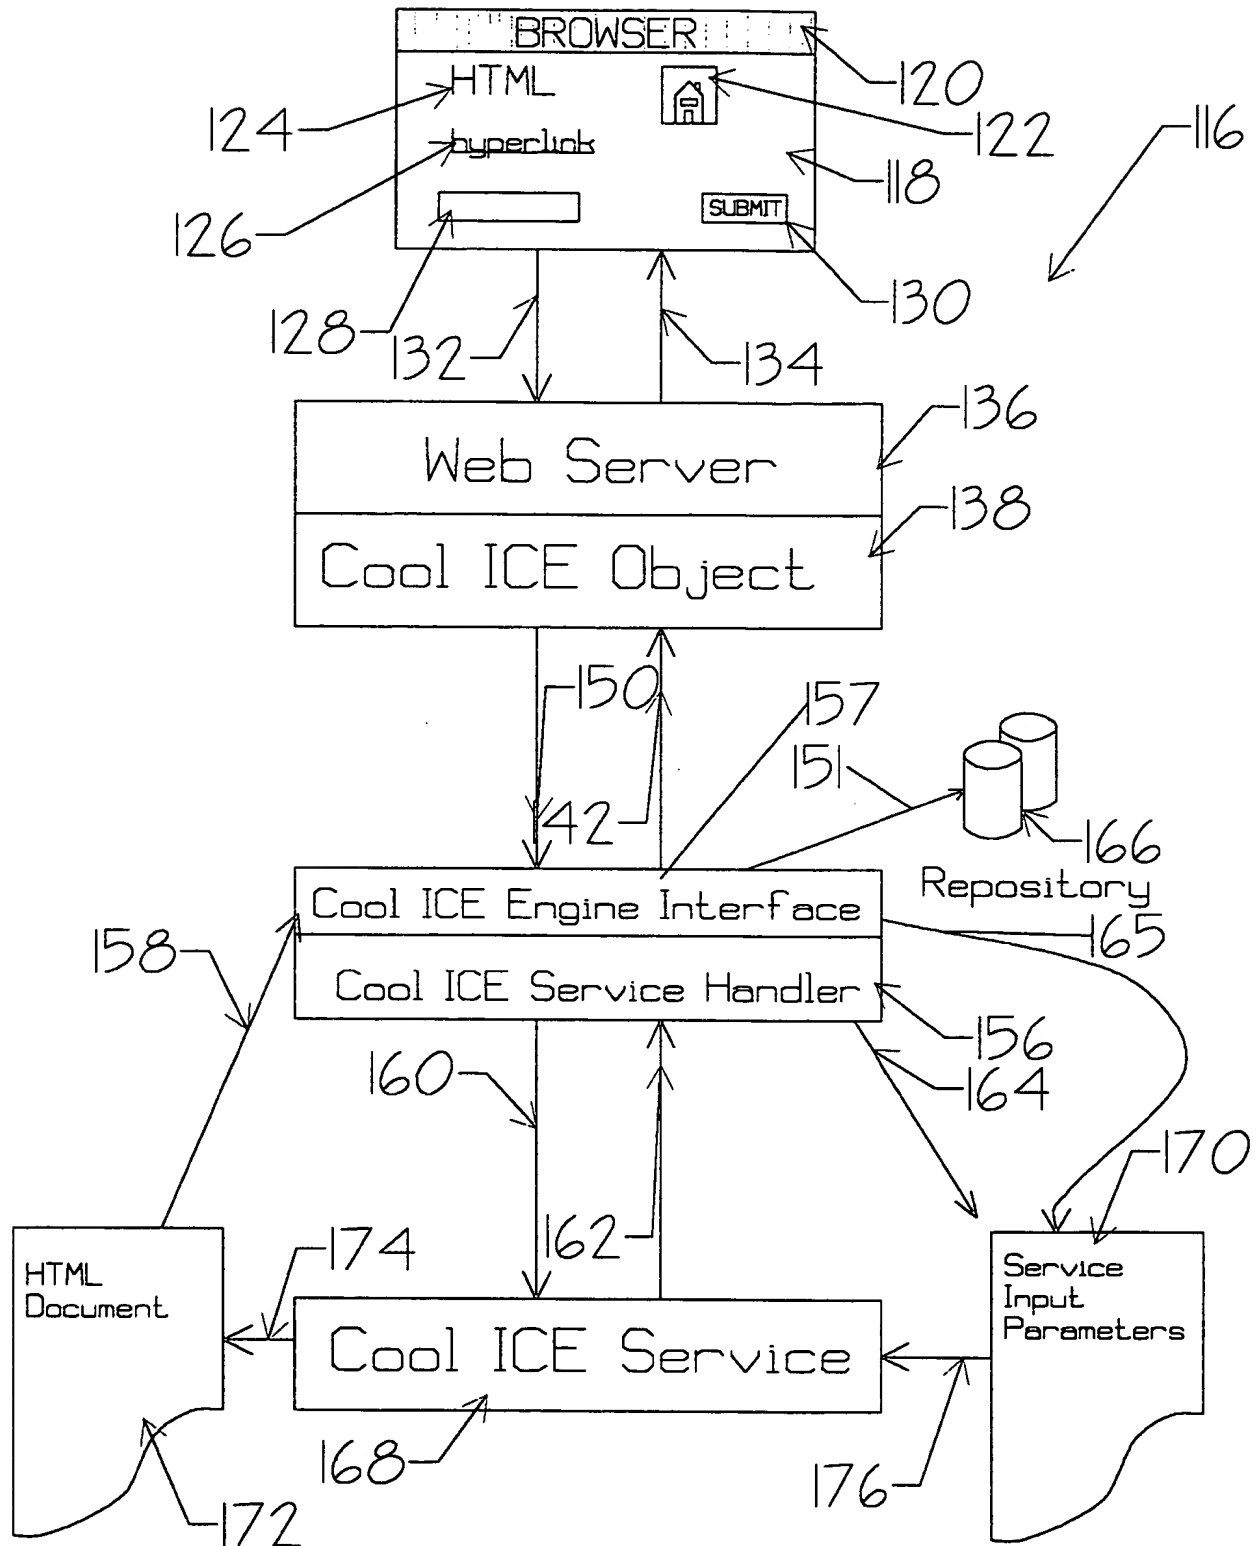 BROWSER
120
HTML
124
122
116
hyperlink
118
126
SUBMIT
128
130
132
134
136
Web Server
138
Cool ICE Object
150
157
151
42
166
Repository
Cool ICE Engine Interface
158
165
Cool ICE Service Handler
156
160
164
170
162
174
HTML
Document
Service
Input
Parameters
Cool ICE Service
168
176
172